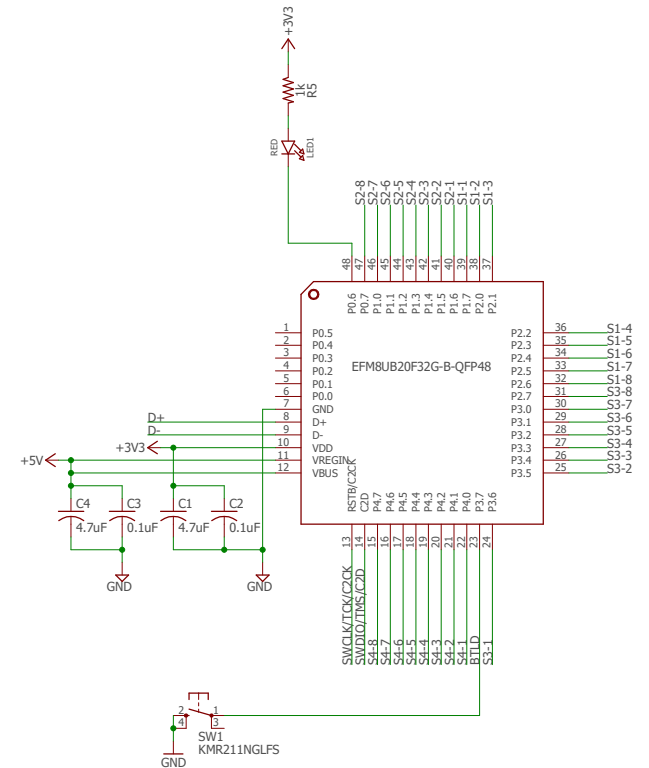 +3V3
1k
R5
RED
LED1
S2-8
S2-7
S2-6
S2-5
S2-4
S2-3
S2-2
S2-1
S1-1
S1-2
S1-3
48
47
46
45
44
43
42
41
40
39
38
37
P0.6
P0.7
P1.0
P1.1
P1.2
P1.3
P1.4
P1.5
P1.6
P1.7
P2.0
P2.1
EFM8UB20F32G-B-QFP48
1 P0.5
2 P0.4
3 P0.3
4 P0.2
5 P0.1
6 P0.0
7 GND
D+ 8 D+
D- 9 D-
+3V3 10 VDD
+5V 11 VREGIN
12 VBUS
P2.2 36 S1-4
P2.3 35 S1-5
P2.4 34 S1-6
P2.5 33 S1-7
P2.6 32 S1-8
P2.7 31 S3-8
P3.0 30 S3-7
P3.1 29 S3-6
P3.2 28 S3-5
P3.3 27 S3-4
P3.4 26 S3-3
P3.5 25 S3-2
RSTB/C2CK
C2D
P4.7
P4.6
P4.5
P4.4
P4.3
P4.2
P4.1
P4.0
P3.7
P3.6
C4
4.7uF
C3
0.1uF
C1
4.7uF
C2
0.1uF
GND
GND
13
14
15
16
17
18
19
20
21
22
23
24
SWCLK/TCK/C2CK
SWDIO/TMS/C2D
S4-8
S4-7
S4-6
S4-5
S4-4
S4-3
S4-2
S4-1
BTLD
S3-1
2 1
4 3
SW1
KMR211NGLFS
GND